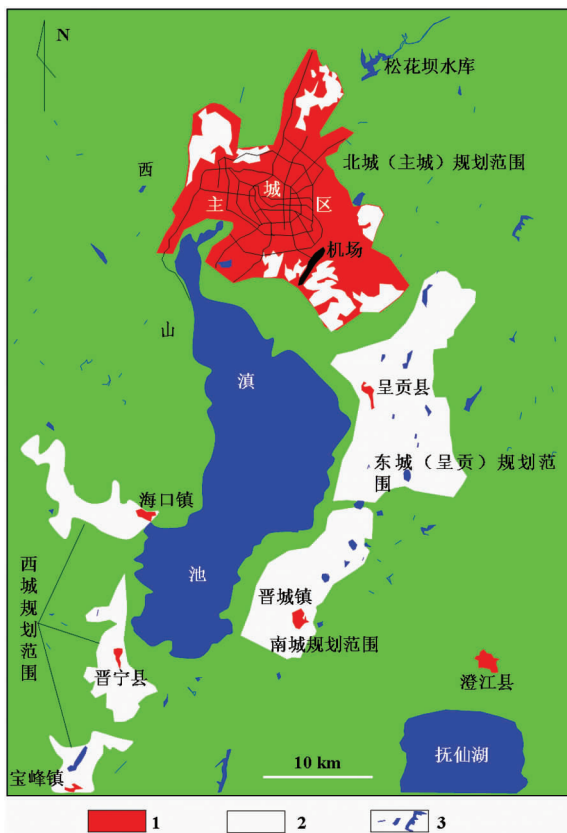 N
松花坝水库
西
北城（主城）规划范围
城
主 区
机场
山
滇
呈贡县
东城（呈贡）规划范
围
海口镇
西城规划范围
池
晋城镇
南城规划范围
晋宁县
澄江县
抚仙湖
宝峰镇
10 km
1 2 3